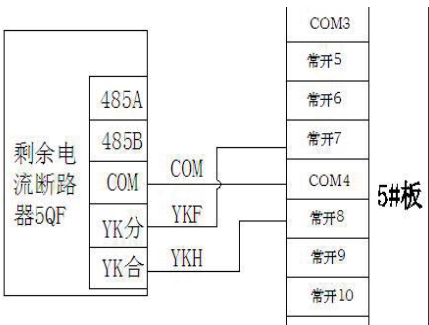 剩余电
流断路
器5QF
485A
485B
COM
YK分
YK合
COM
YKF
YKH
COM3
常开5
常开6
常开7
COM4
常开8
常开9
常开10
5#板